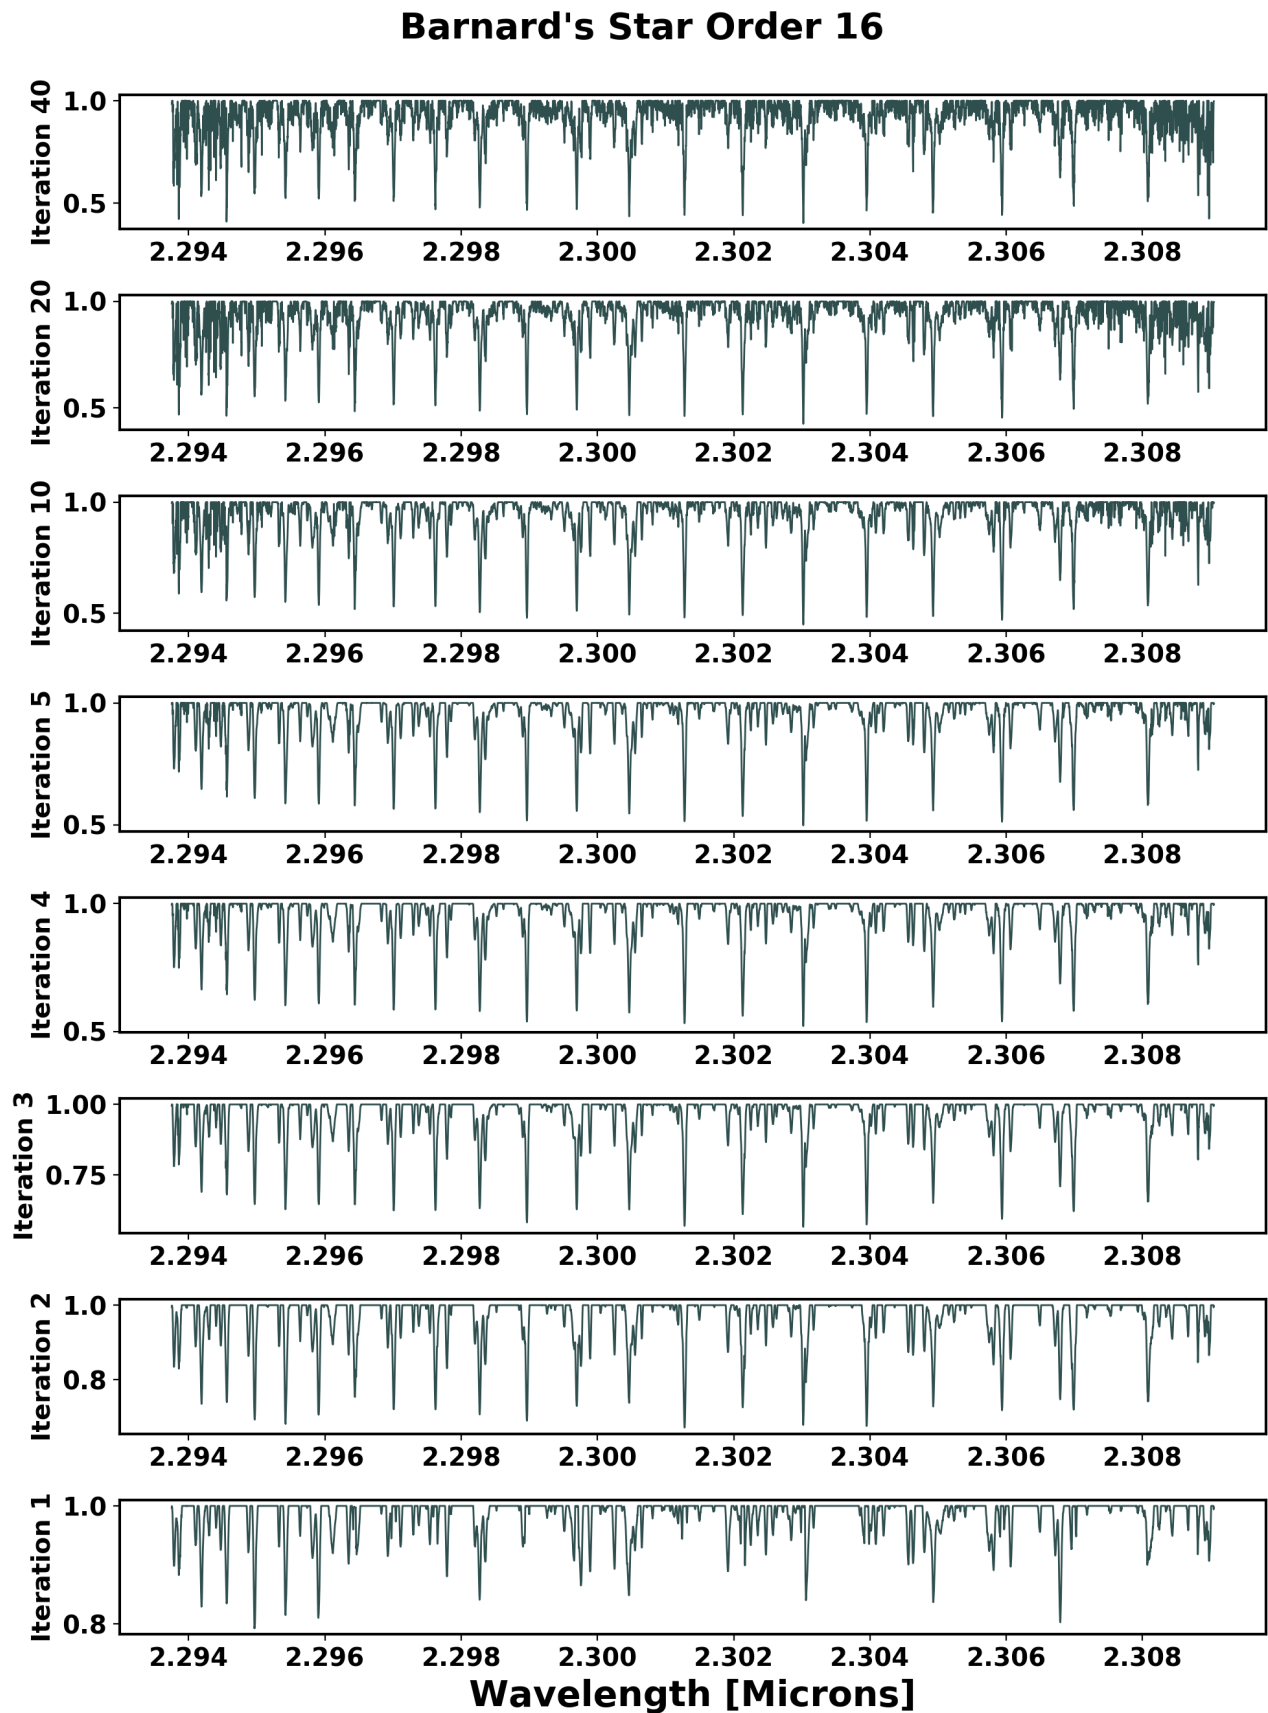 Barnard's Star Order 16
Iteration 40
1.0
0.5
2.294 2.296 2.298 2.300 2.302 2.304 2.306 2.308
Iteration 20
1.0
0.5
2.294 2.296 2.298 2.300 2.302 2.304 2.306 2.308
Iteration 10
1.0
0.5
2.294 2.296 2.298 2.300 2.302 2.304 2.306 2.308
Iteration 5
1.0
0.5
2.294 2.296 2.298 2.300 2.302 2.304 2.306 2.308
Iteration 4
1.0
0.5
2.294 2.296 2.298 2.300 2.302 2.304 2.306 2.308
Iteration 3
1.00
0.75
2.294 2.296 2.298 2.300 2.302 2.304 2.306 2.308
Iteration 2
1.0
0.8
2.294 2.296 2.298 2.300 2.302 2.304 2.306 2.308
Iteration 1
1.0
0.8
2.294 2.296 2.298 2.300 2.302 2.304 2.306 2.308
Wavelength [Microns]